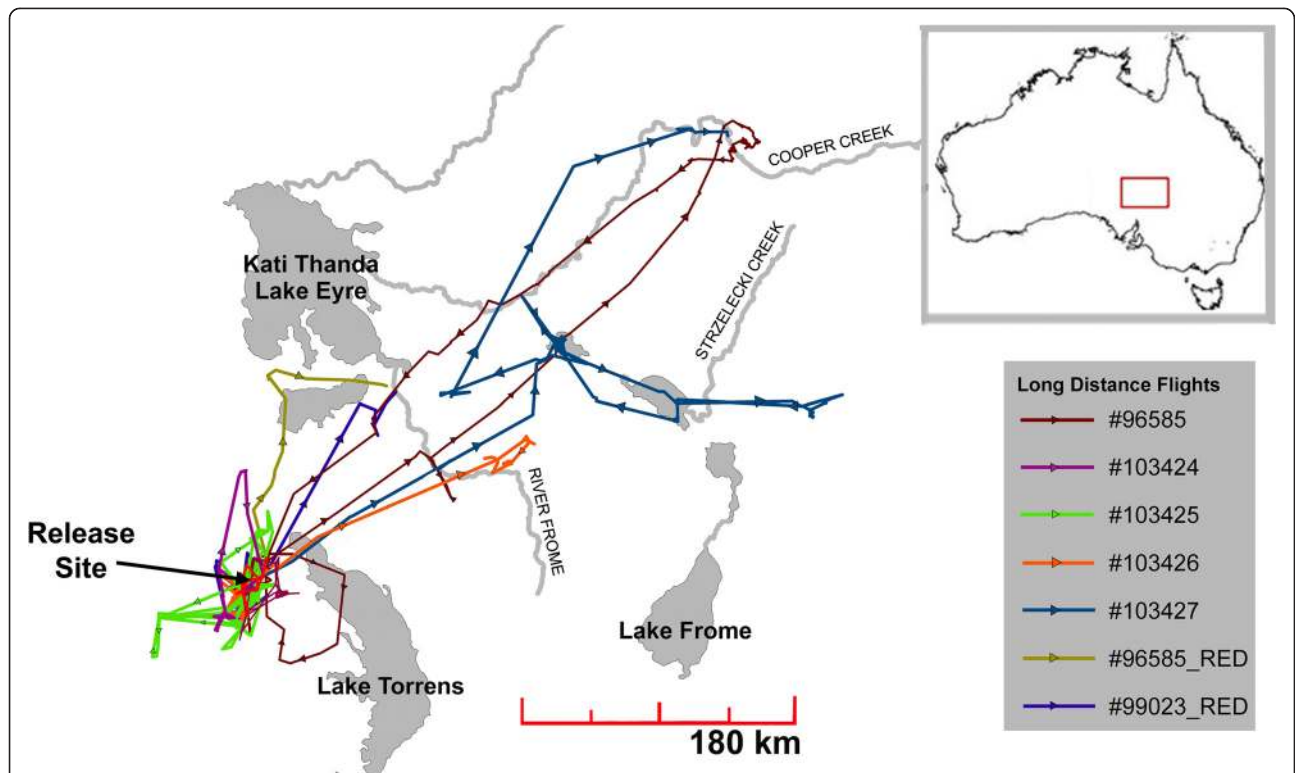 COOPER CREEK
Kati Thanda
Lake Eyre
STRZELECKI CREEK
RIVER FROME
Release
Site
Lake Frome
Lake Torrens
180 km
Long Distance Flights
#96585
#103424
#103425
#103426
#103427
#96585_RED
#99023_RED